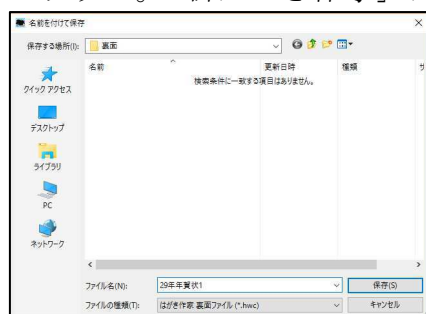 名前を付けて保存
保存する場所(I): 裏面
名前 更新日時 種類 サ
検索条件に一致する項目はありません。
クイック アクセス
デスクトップ
ライブラリ
PC
ネットワーク
ファイル名(N): 29年年賀状1 保存(S)
ファイルの種類(T): はがき作家 裏面ファイル (*.hwc) キャンセル